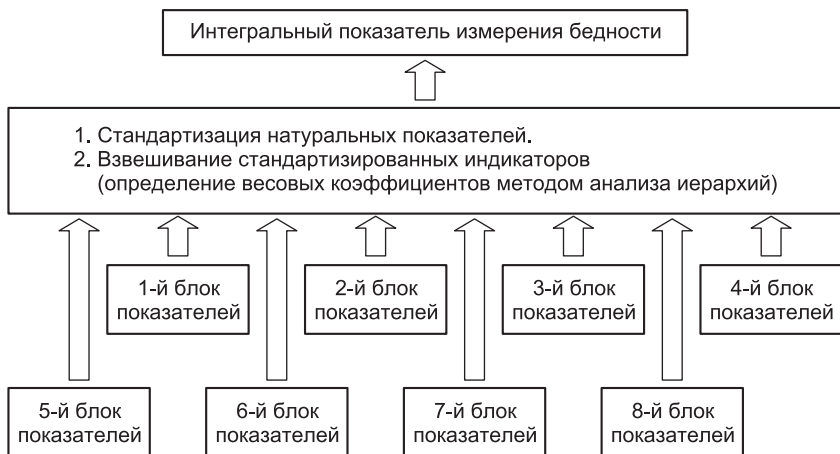 Интегральный показатель измерения бедности
1. Стандартизация натуральных показателей.
2. Взвешивание стандартизированных индикаторов
(определение весовых коэффициентов методом анализа иерархий)
1-й блок
показателей
2-й блок
показателей
3-й блок
показателей
4-й блок
показателей
5-й блок
показателей
6-й блок
показателей
7-й блок
показателей
8-й блок
показателей